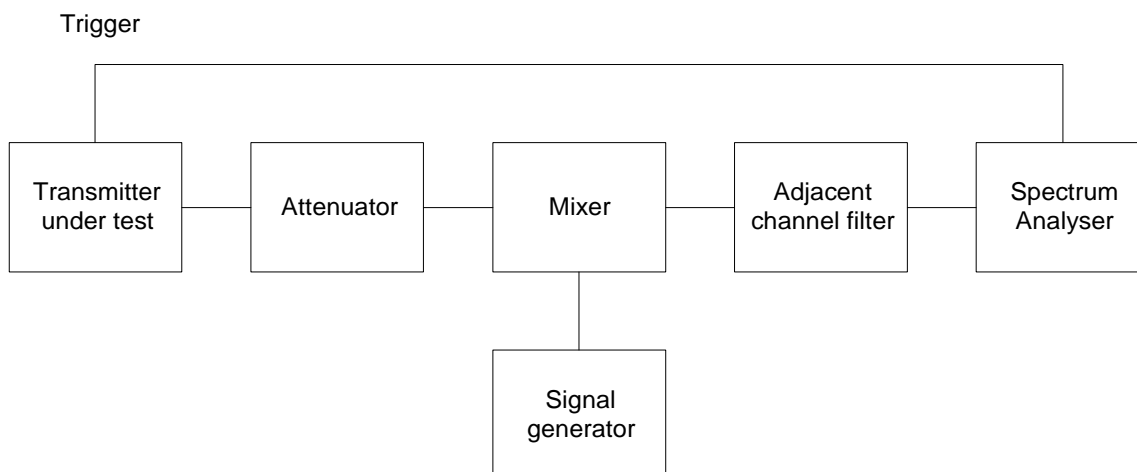 Trigger
Transmitter
under test
Attenuator
Mixer
Adjacent
channel filter
Spectrum
Analyser
Signal
generator